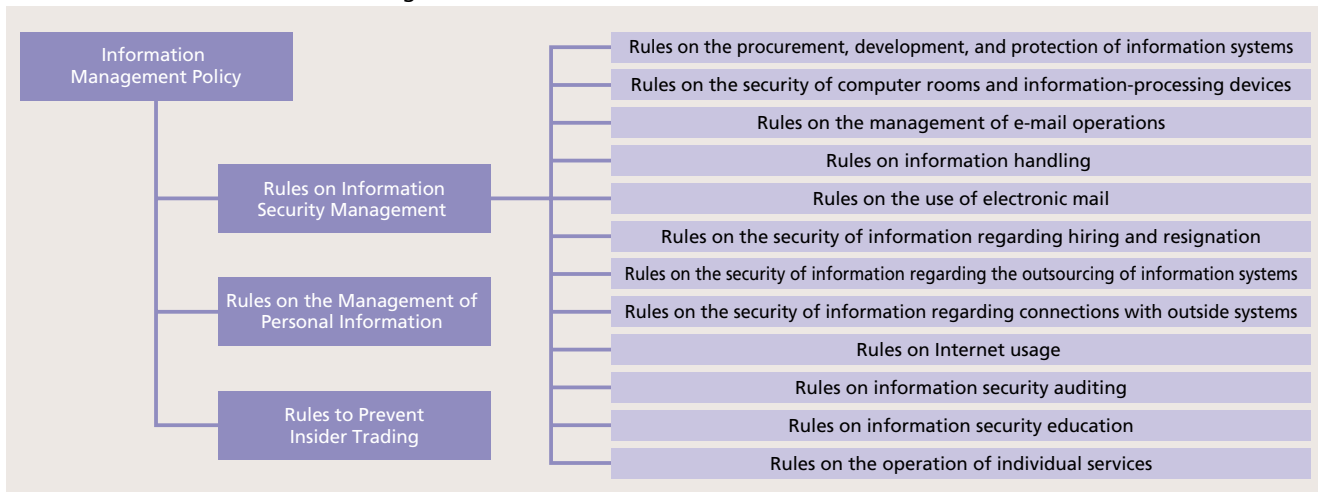 Information
Management Policy
Rules on Information
Security Management
Rules on the Management of
Personal Information
Rules to Prevent
Insider Trading
Rules on the procurement, development, and protection of information systems
Rules on the security of computer rooms and information-processing devices
Rules on the management of e-mail operations
Rules on information handling
Rules on the use of electronic mail
Rules on the security of information regarding hiring and resignation
Rules on the security of information regarding the outsourcing of information systems
Rules on the security of information regarding connections with outside systems
Rules on Internet usage
Rules on information security auditing
Rules on information security education
Rules on the operation of individual services